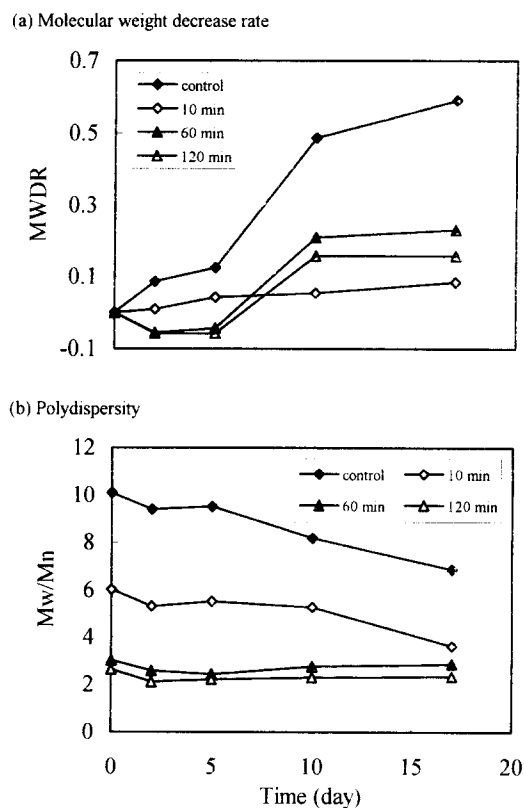 (a) Molecular weight decrease rate
0.7
0.5
0.3
0.1
-0.1
MWDR
control
10 min
60 min
120 min
(b) Polydispersity
12
10
8
6
4
2
0
Mw/Mn
control 10 min
60 min 120 min
0 5 10 15 20
Time (day)